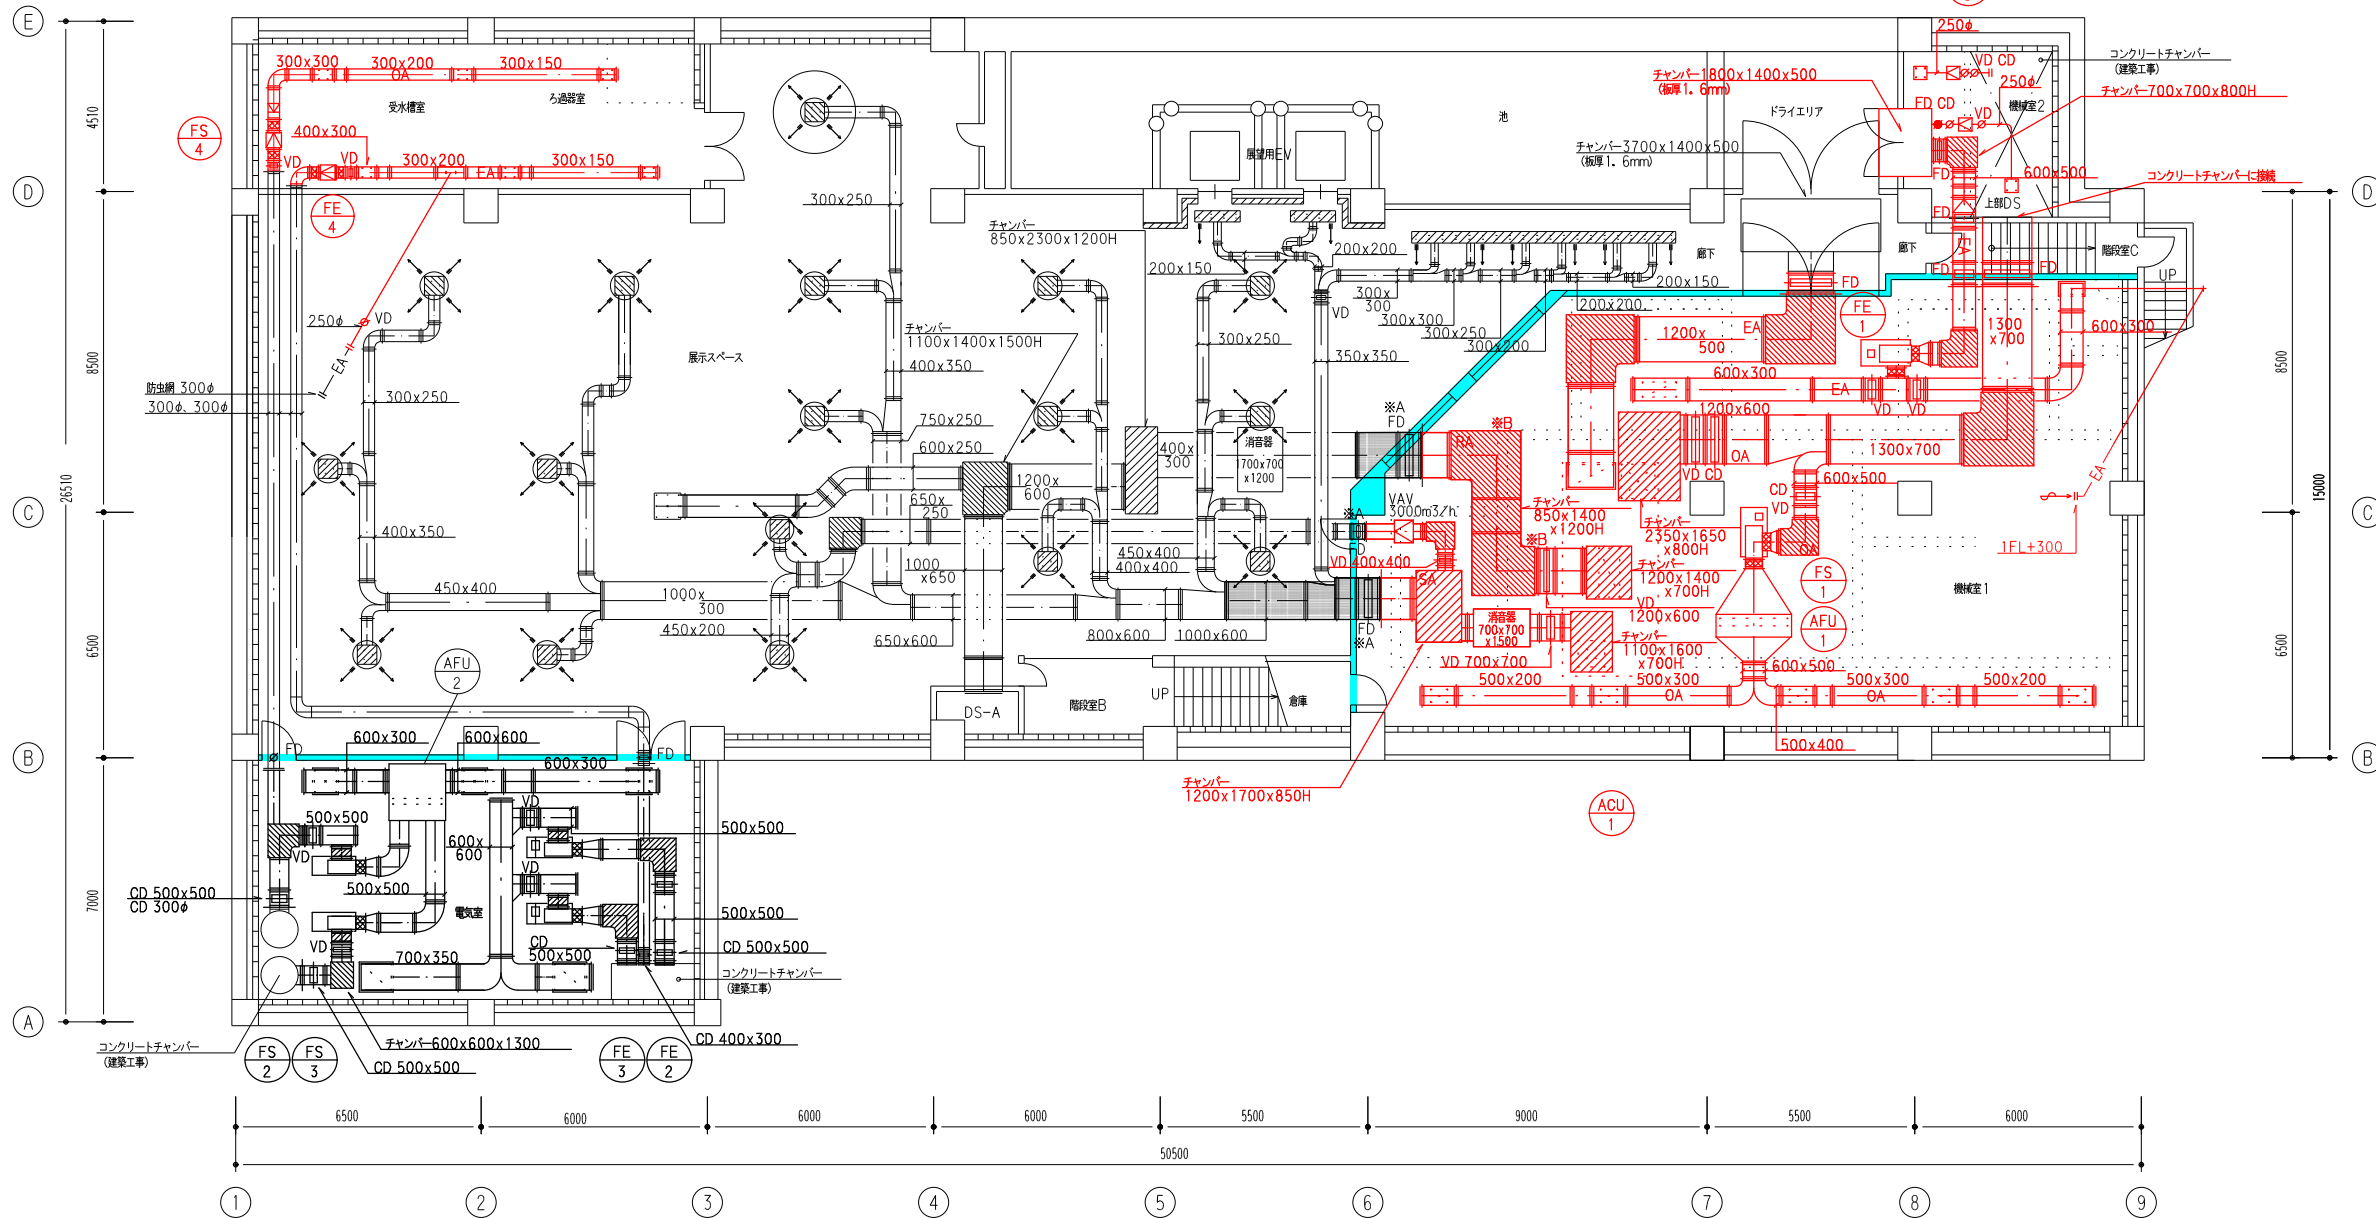 E
250φ
コンクリートチャンバー
(建築工事)
300x300
300x200
300x150
OA
VD CD
チャンバー1800x1400x500
(板厚1. 6mm)
250φ
チャンバー700x700x800H
受水槽室
ろ過器室
池
ドライエリア
FD CD
機械室2
VD
4510
FS
4
400x300
展望用EV
チャンバー3700x1400x500
(板厚1. 6mm)
VD
VD
300x200
EA
300x150
FD
600x500
コンクリートチャンバーに接続
D
D
FE
4
300x250
上部DS
FD
チャンバー
850x2300x1200H
200x200
廊下
廊下
EA
階段室C
200x150
FD
FD
UP
200x150
FD
300x
300
200x200
VD
FE
1
250φ
VD
300x300
300x250
300x200
チャンバー
1100x1400x1500H
1200x
500
EA
1300
x700
600x300
8500
8500
展示スペース
300x250
350x350
EA
400x350
600x300
防虫網 300φ
300φ、300φ
300x250
EA
VD
VD
※A
FD
※B
1200x600
750x250
消音器
600x250
400x
300
RA
OA
1300x700
1700x700
x1200
26510
15000
1200x
600
VD CD
EA
600x500
650x
250
VAV
3000m3/h
CD
VD
チャンバー
850x1400
x1200H
C
C
※A
チャンバー
2350x1650
x800H
400x350
※B
1FL+300
450x400
400x400
1000
x650
VD 400x400
OA
チャンバー
1200x1400
x700H
SA
FS
1
450x400
1000x
300
機械室1
VD
1200x600
消音器
700x700
x1500
AFU
1
450x200
650x600
800x600
1000x600
FD
※A
チャンバー
1100x1600
x700H
6500
6500
AFU
2
VD 700x700
600x500
500x200
500x300
500x300
500x200
UP
OA
OA
DS-A
階段室B
倉庫
600x300
600x600
500x400
B
FD
FD
B
600x300
チャンバー
1200x1700x850H
ACU
1
VD
500x500
500x500
600x
600
VD
VD
CD 500x500
CD 300φ
500x500
7000
電気室
500x500
VD
CD
500x500
CD 500x500
700x350
コンクリートチャンバー
(建築工事)
A
コンクリートチャンバー
(建築工事)
FS
2
FS
3
チャンバー600x600x1300
CD 500x500
FE
3
FE
2
CD 400x300
6500
6000
6000
6000
5500
9000
5500
6000
50500
1
2
3
4
5
6
7
8
9